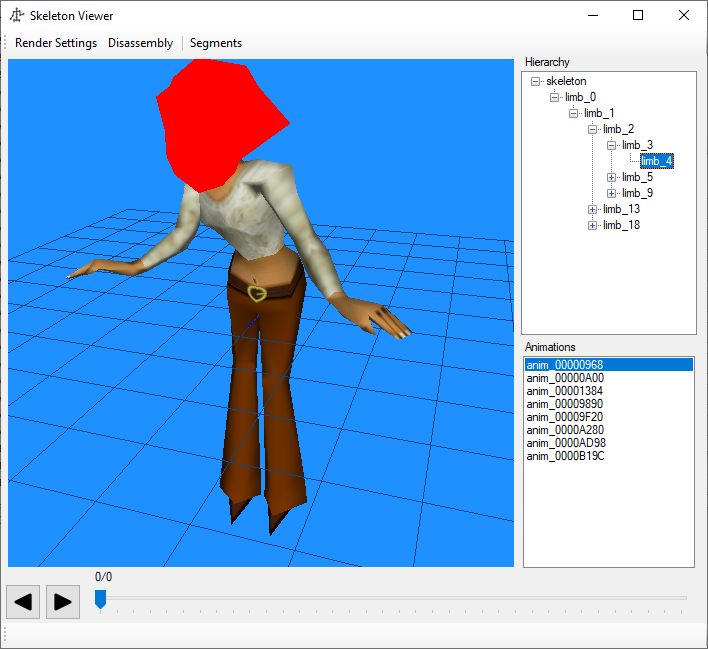 Skeleton Viewer
Render Settings Disassembly Segments
Hierarchy
skeleton
limb_0
limb_1
limb_2
limb_3
limb_4
limb_5
limb_9
limb_13
limb_18
Animations
anim_00000968
anim_00000A00
anim_00001384
anim_00009890
anim_00009F20
anim_0000A280
anim_0000AD98
anim_0000B19C
0/0